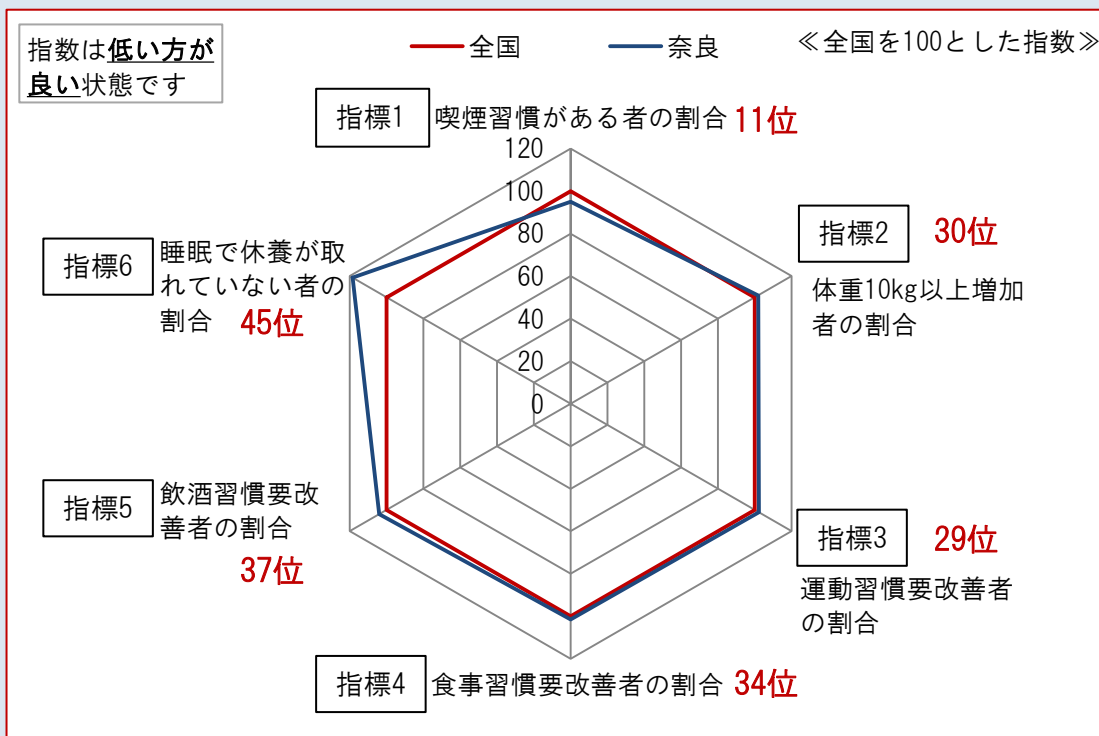 指数は低い方が
良い状態です
全国
奈良
≪全国を100とした指数≫
指標1
喫煙習慣がある者の割合
11位
120
100
80
60
40
20
0
指標2
30位
体重10kg以上増加
者の割合
指標3
29位
運動習慣要改善者
の割合
指標4
食事習慣要改善者の割合
34位
指標5
飲酒習慣要改
善者の割合
37位
指標6
睡眠で休養が取
れていない者の
割合
45位